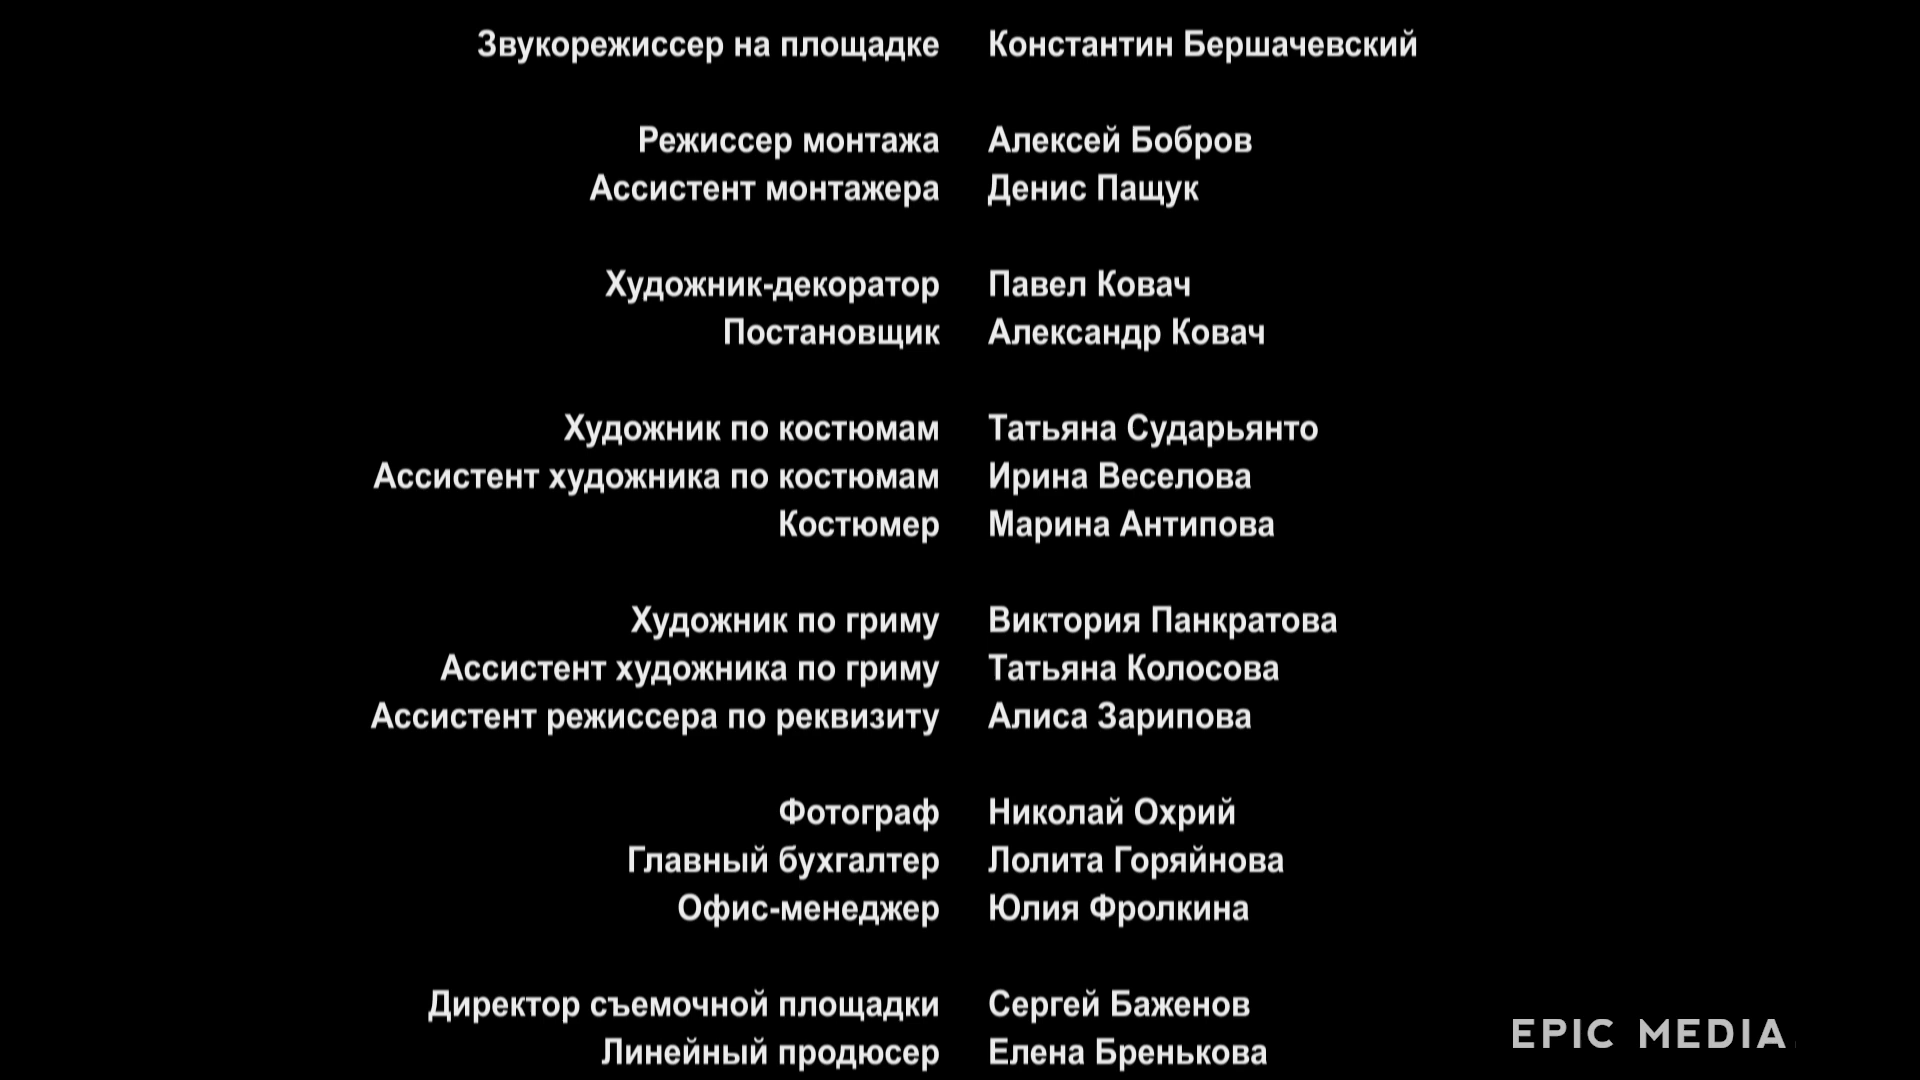 Звукорежиссер на площадке Константин Бершачевский
Режиссер монтажа Алексей Бобров
Ассистент монтажера Денис Пащук
Художник-декоратор Павел Ковач
Постановщик Александр Ковач
Художник по костюмам Татьяна Сударьянто
Ассистент художника по костюмам Ирина Веселова
Костюмер Марина Антипова
Художник по гриму Виктория Панкратова
Ассистент художника по гриму Татьяна Колосова
Ассистент режиссера по реквизиту Алиса Зарипова
Фотограф Николай Охрий
Главный бухгалтер Лолита Горяйнова
Офис-менеджер Юлия Фролкина
Директор съемочной площадки Сергей Баженов
Линейный продюсер Елена Бренькова
EPIC MEDIA